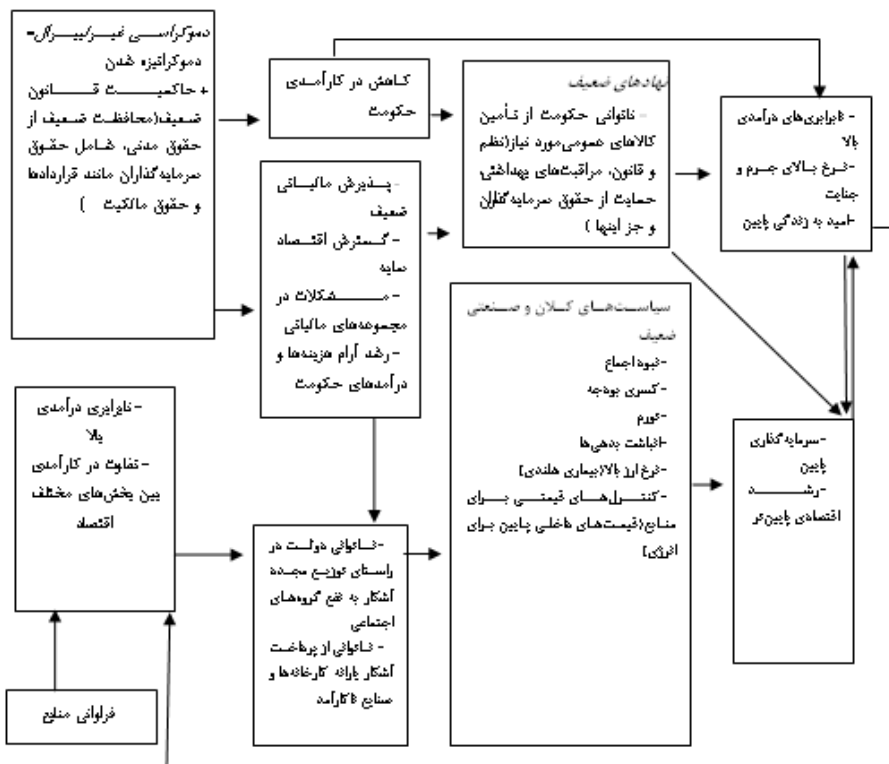 دموکراسی غیرلیبرال=
دموکراتیزه شدن
+ حاکمیت قانون
ضعیف(محافظت ضعیف از
حقوق مدنی، شامل حقوق
سرمایه‌گذاران مانند قراردادها
و حقوق مالکیت )
کاهش در کارآمدی
حکومت
نهادهای ضعیف
- ناتوانی حکومت از تأمین
کالاهای عمومی‌مورد نیاز(نظم
و قانون، مراقبت‌های بهداشتی،
حمایت از حقوق سرمایه‌گذاران
و جز اینها )
- نابرابری‌های درآمدی
بالا
- نرخ بالای جرم و
جنایت
-امید به زندگی پایین
- پذیرش مالیاتی
ضعیف
- گسترش اقتصاد
سایه
- مشکلات در
مجموعه‌های مالیاتی
- رشد آرام هزینه‌ها و
درآمدهای حکومت
سیاست‌های کلان و صنعتی
ضعیف
-نبود اجماع
-کسری بودجه
-تورم
-انباشت بدهی‌ها
-نرخ ارز بالا(بیماری هلندی)
-کنترل‌های قیمتی برای
منابع(قیمت‌های داخلی پایین برای
انرژی)
- نابرابری درآمدی
بالا
- تفاوت در کارآمدی
بین بخش‌های مختلف
اقتصاد
-سرمایه گذاری
پایین
- رشد
اقتصادی پایین‌تر
- ناتوانی دولت در
راستای توزیع مجدد
آشکار به نفع گروه‌های
اجتماعی
- ناتوانی از پرداخت
آشکار یارانه کارخانه‌ها و
صنایع ناکارآمد
فراوانی منابع